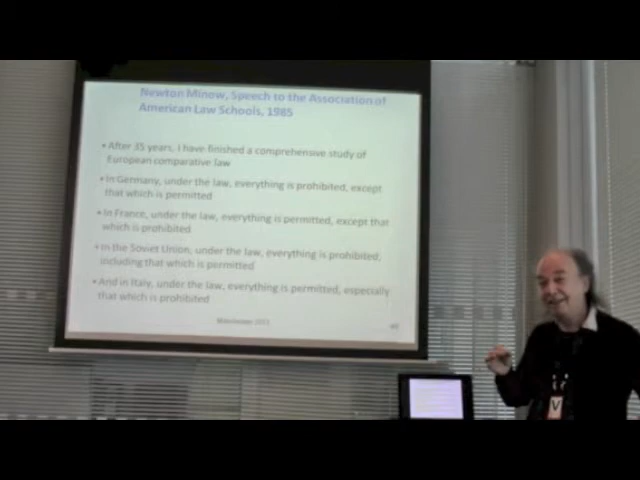 Newton Minow, Speech to the Association of
American Law Schools, 1985
• After 35 years, I have finished a comprehensive study of
European comparative law
• In Germany, under the law, everything is prohibited, except
that which is permitted
• In France, under the law, everything is permitted, except that
which is prohibited
• In the Soviet Union, under the law, everything is prohibited,
including that which is permitted
• And in Italy, under the law, everything is permitted, especially
that which is prohibited
Manchester
V